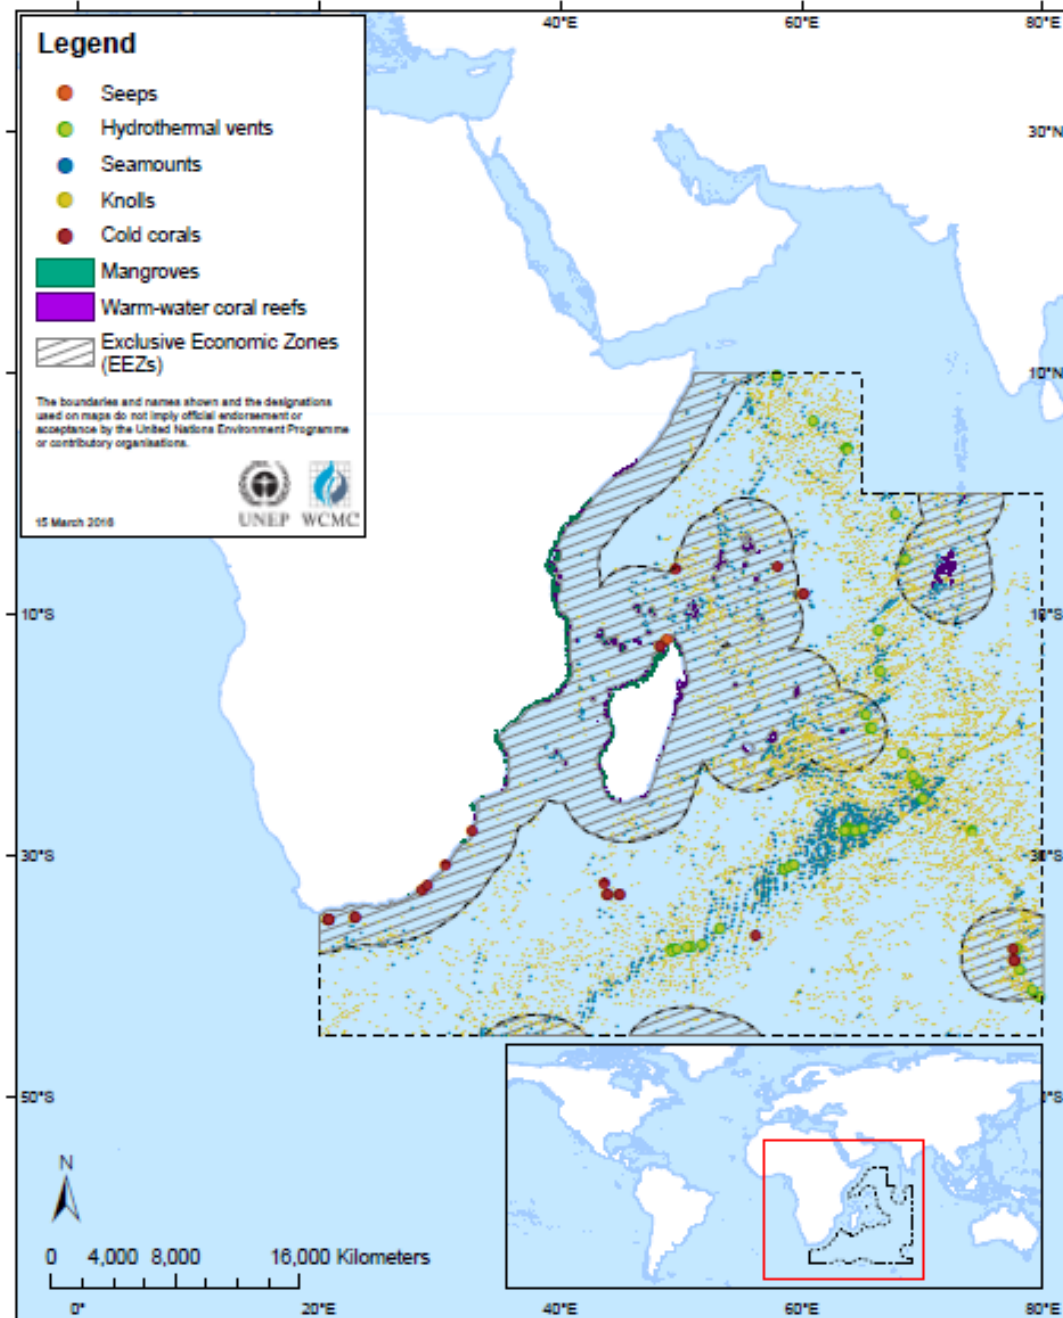 40°E 60°E 80°E
Legend
Seeps
Hydrothermal vents
Seamounts
Knolls
Cold corals
Mangroves
Warm-water coral reefs
Exclusive Economic Zones
(EEZs)
The boundaries and names shown and the designations
used on maps do not imply official endorsement or
acceptance by the United Nations Environment Programme
or contributory organisations.
15 March 2016
UNEP WCMC
30°N
10°N
10°S 10°S
30°S 30°S
50°S °S
N
0 4,000 8,000 16,000 Kilometers
0° 20°E 40°E 60°E 80°E